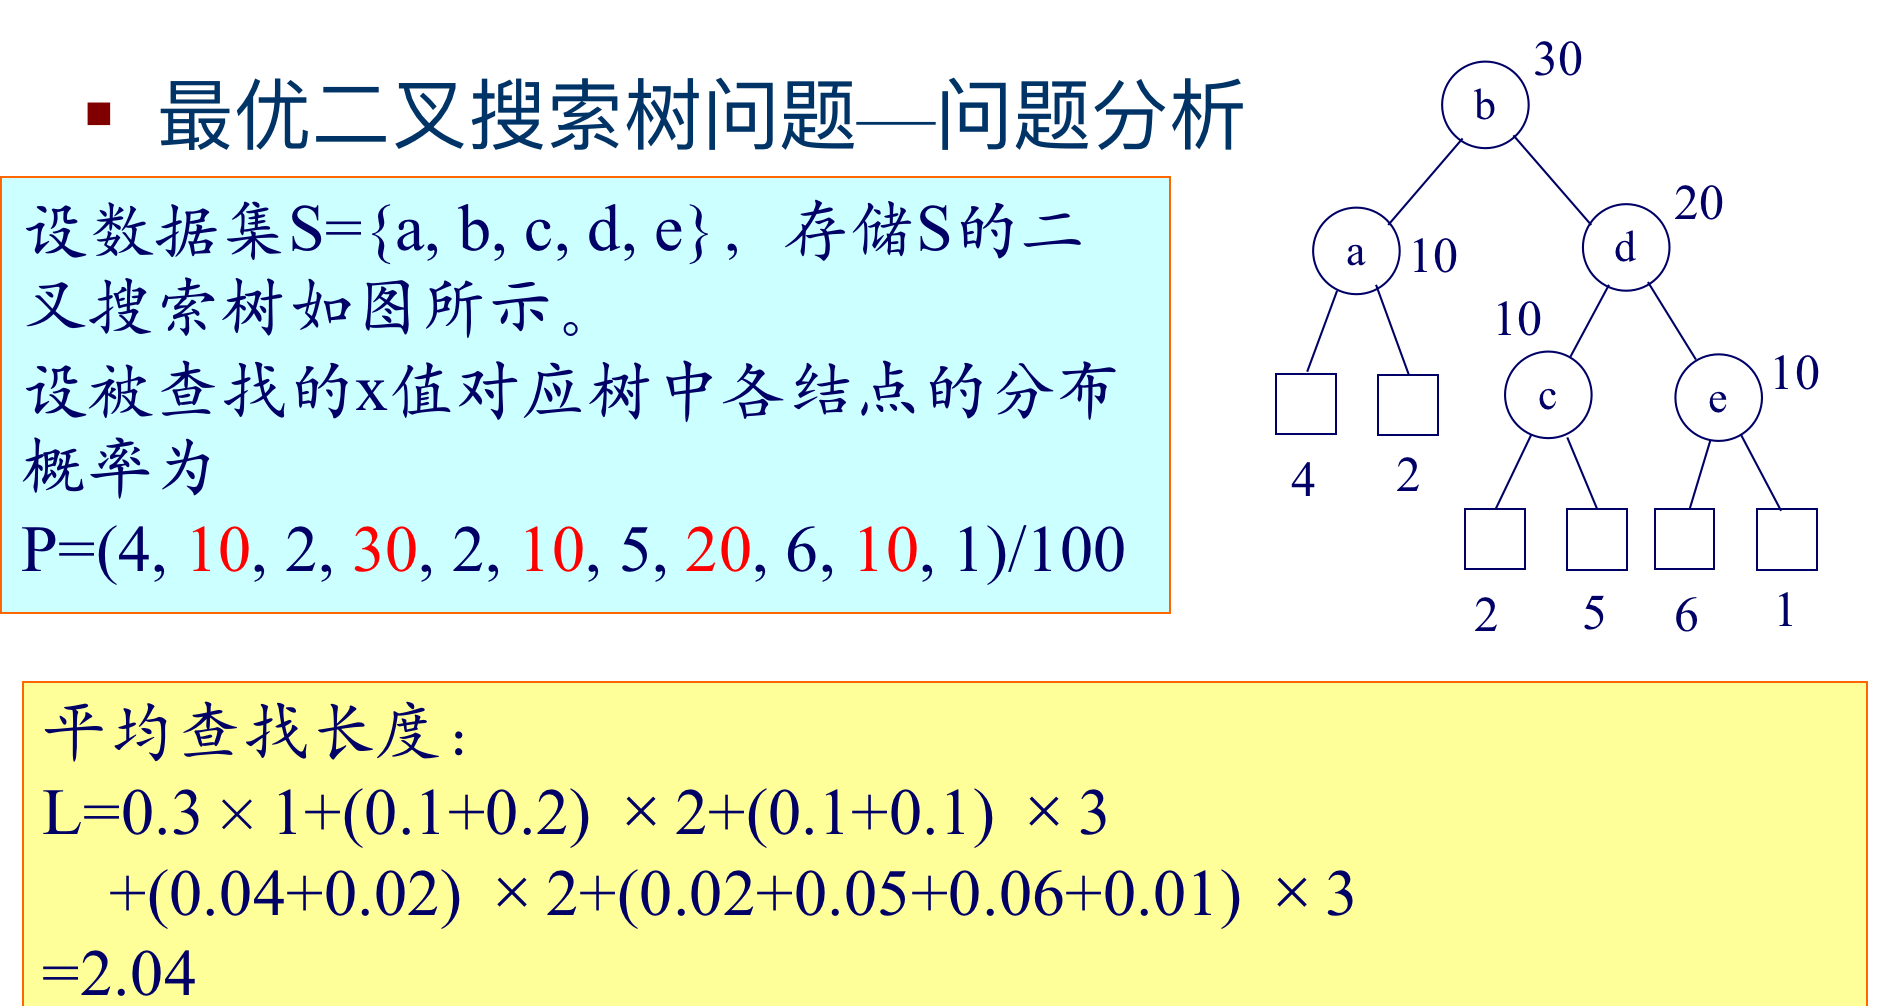 最优二叉搜索树问题—问题分析
设数据集S={a, b, c, d, e}，存储S的二
叉搜索树如图所示。
设被查找的x值对应树中各结点的分布
概率为
P=(4, 10, 2, 30, 2, 10, 5, 20, 6, 10, 1)/100
b
30
a
10
d
20
c
10
e
10
4
2
2
5
6
1
平均查找长度：
L=0.3 × 1+(0.1+0.2) × 2+(0.1+0.1) × 3
+(0.04+0.02) × 2+(0.02+0.05+0.06+0.01) × 3
=2.04